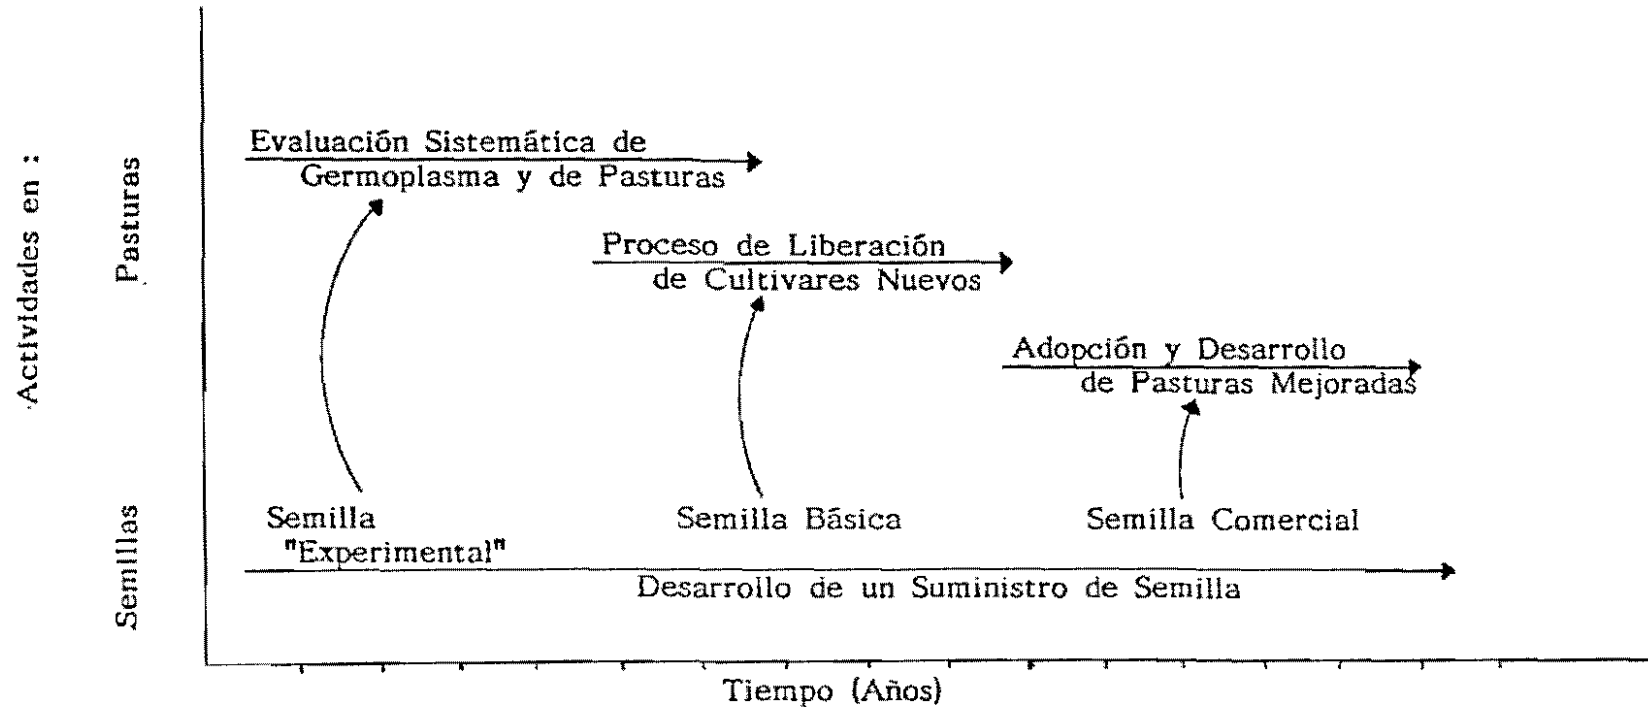 Actividades en :
Pasturas
Semillas
Evaluación Sistemática de
Germoplasma y de Pasturas
Proceso de Liberación
de Cultivares Nuevos
Adopción y Desarrollo
de Pasturas Mejoradas
Semilla
"Experimental"
Semilla Básica
Semilla Comercial
Desarrollo de un Suministro de Semilla
Tiempo (Años)